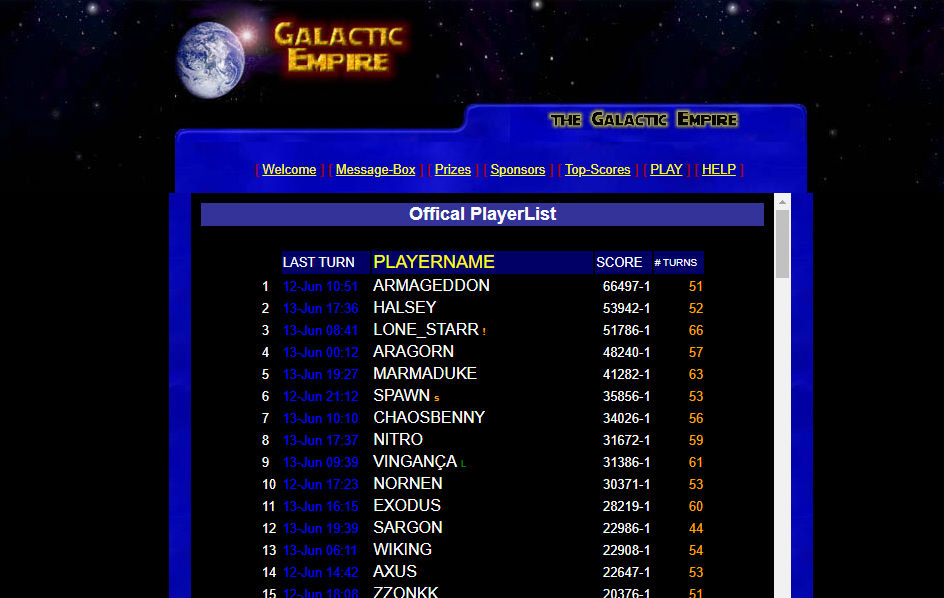 GALACTIC
EMPIRE
THE GALACTIC EMPIRE
[ Welcome ] [ Message-Box ] [ Prizes ] [ Sponsors ] [ Top-Scores ] [ PLAY ] [ HELP ]
Offical PlayerList
LAST TURN PLAYERNAME SCORE # TURNS
1 12-Jun 10:51 ARMAGEDDON 66497-1 51
2 13-Jun 17:36 HALSEY 53942-1 52
3 13-Jun 08:41 LONE_STARR ! 51786-1 66
4 13-Jun 00:12 ARAGORN 48240-1 57
5 13-Jun 19:27 MARMADUKE 41282-1 63
6 12-Jun 21:12 SPAWN s 35856-1 53
7 13-Jun 10:10 CHAOSBENNY 34026-1 56
8 13-Jun 17:37 NITRO 31672-1 59
9 13-Jun 09:39 VINGANÇA L 31386-1 61
10 12-Jun 17:23 NORNEN 30371-1 53
11 13-Jun 16:15 EXODUS 28219-1 60
12 13-Jun 19:39 SARGON 22986-1 44
13 13-Jun 06:11 WIKING 22908-1 54
14 12-Jun 14:42 AXUS 22647-1 53
15 12-Jun 18:08 ZZONKK 20376-1 51